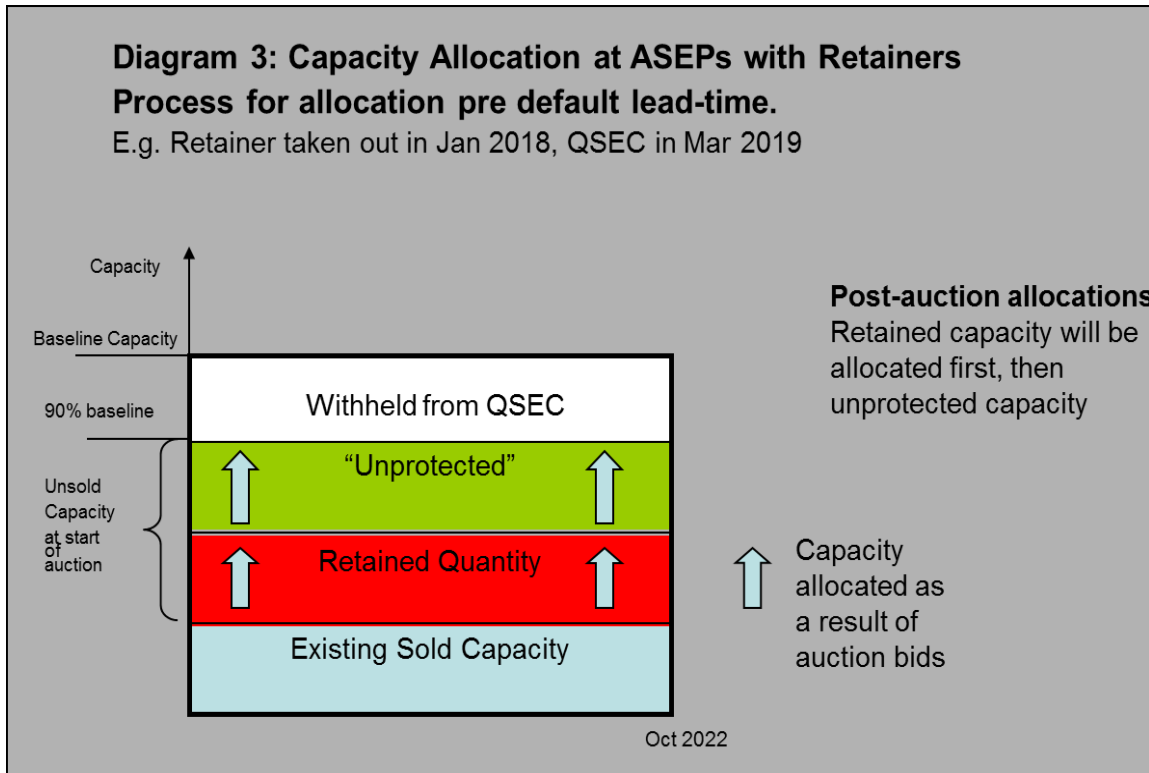 Diagram 3: Capacity Allocation at ASEPs with Retainers
Process for allocation pre default lead-time.
E.g. Retainer taken out in Jan 2018, QSEC in Mar 2019
Capacity
Post-auction allocations
Retained capacity will be
allocated first, then
unprotected capacity
Baseline Capacity
90% baseline
Withheld from QSEC
“Unprotected”
Unsold
Capacity
at start
of
auction
Retained Quantity
Capacity
allocated as
a result of
auction bids
Existing Sold Capacity
Oct 2022